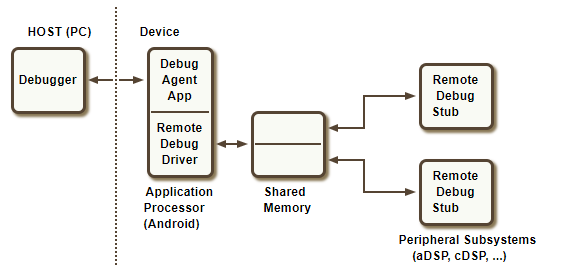 HOST (PC)
Device
Debugger
Debug
Agent
App
Remote
Debug
Driver
Application
Processor
(Android)
Shared
Memory
Remote
Debug
Stub
Remote
Debug
Stub
Peripheral Subsystems
(aDSP, cDSP, ...)